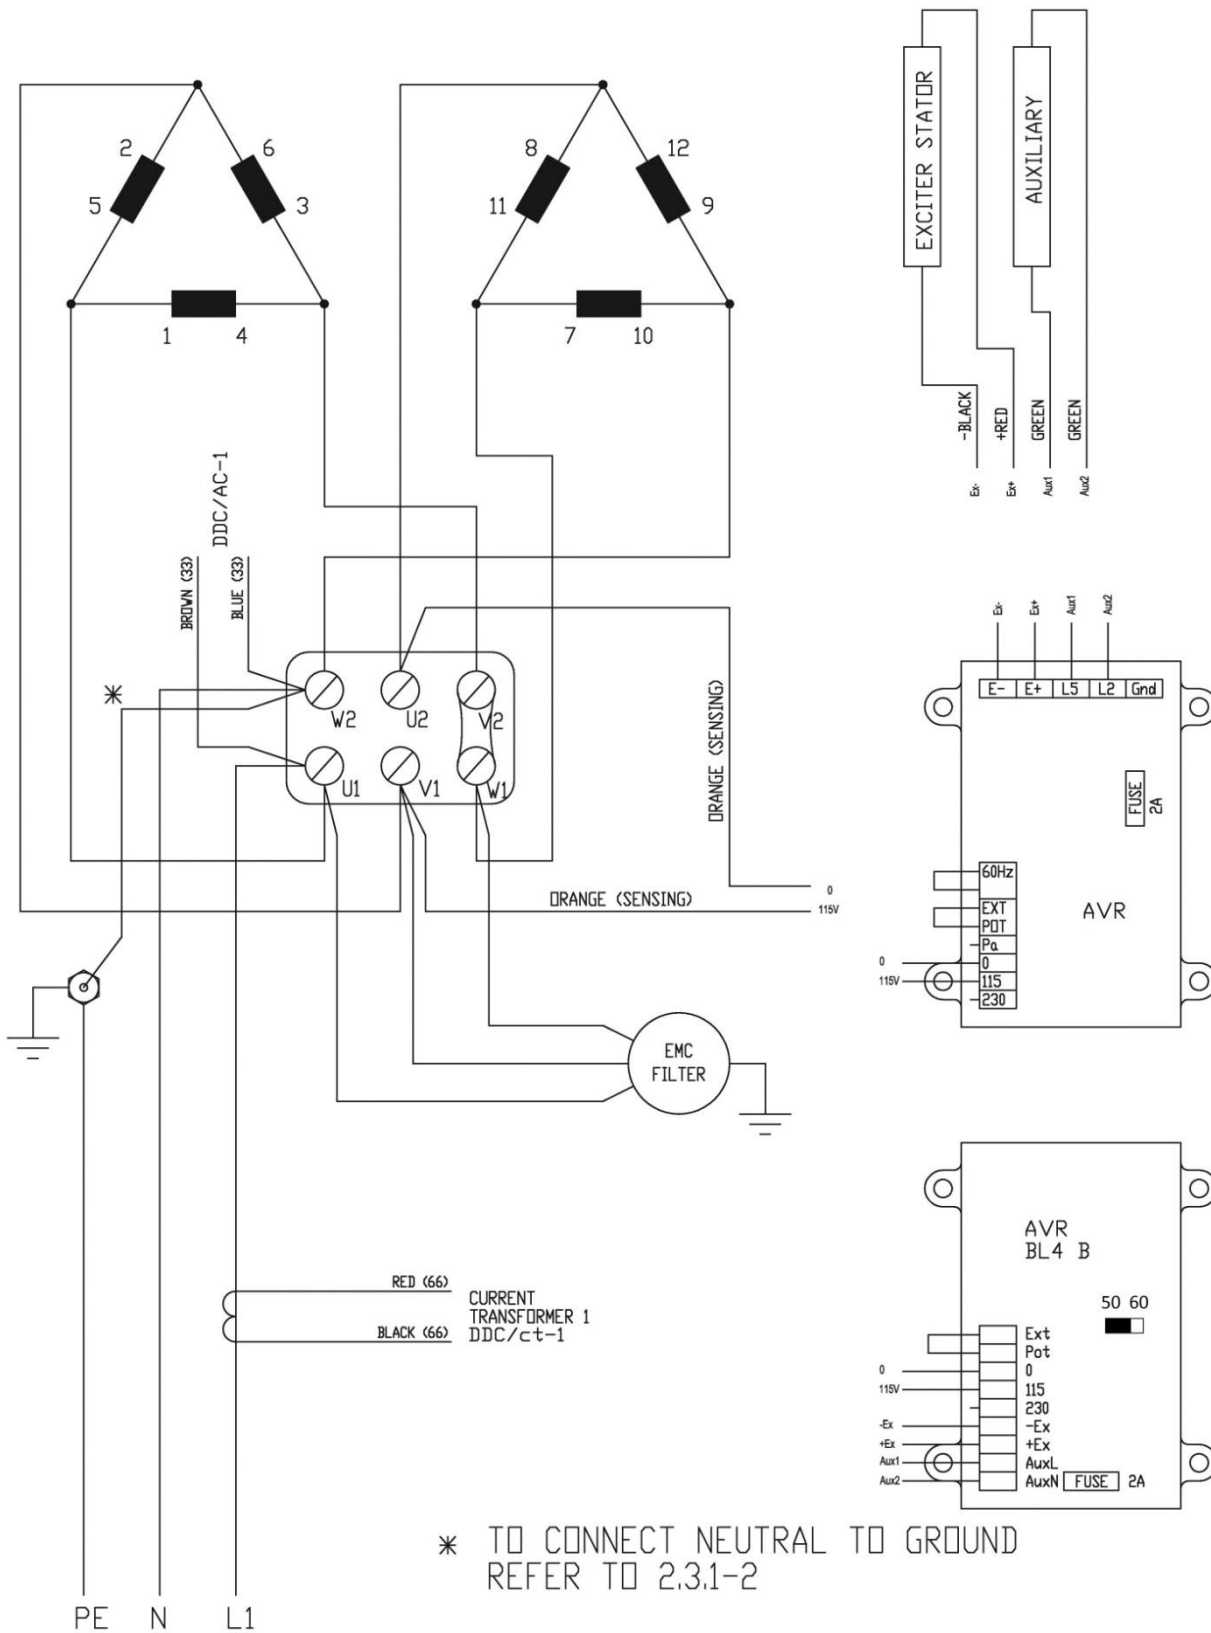 2
6
5
3
1
4
8
12
11
9
7
10
EXCITER STATOR
AUXILIARY
-BLACK
+RED
GREEN
GREEN
Ex-
Ex+
Aux1
Aux2
DDC/AC-1
BROWN (33)
BLUE (33)
*
W2
U2
V2
U1
V1
W1
ORANGE (SENSING)
ORANGE (SENSING)
0
115V
EMC
FILTER
Ex-
Ex+
Aux1
Aux2
E-
E+
L5
L2
Gnd
FUSE
2A
60Hz
EXT
POT
Pa
0
115
230
0
115V
AVR
AVR
BL4 B
50 60
Ext
Pot
0
115
230
-Ex
+Ex
AuxL
AuxN
FUSE
2A
0
115V
-Ex
+Ex
Aux1
Aux2
RED (66)
BLACK (66)
CURRENT
TRANSFORMER 1
DDC/ct-1
* TO CONNECT NEUTRAL TO GROUND
REFER TO 2.3.1-2
PE
N
L1